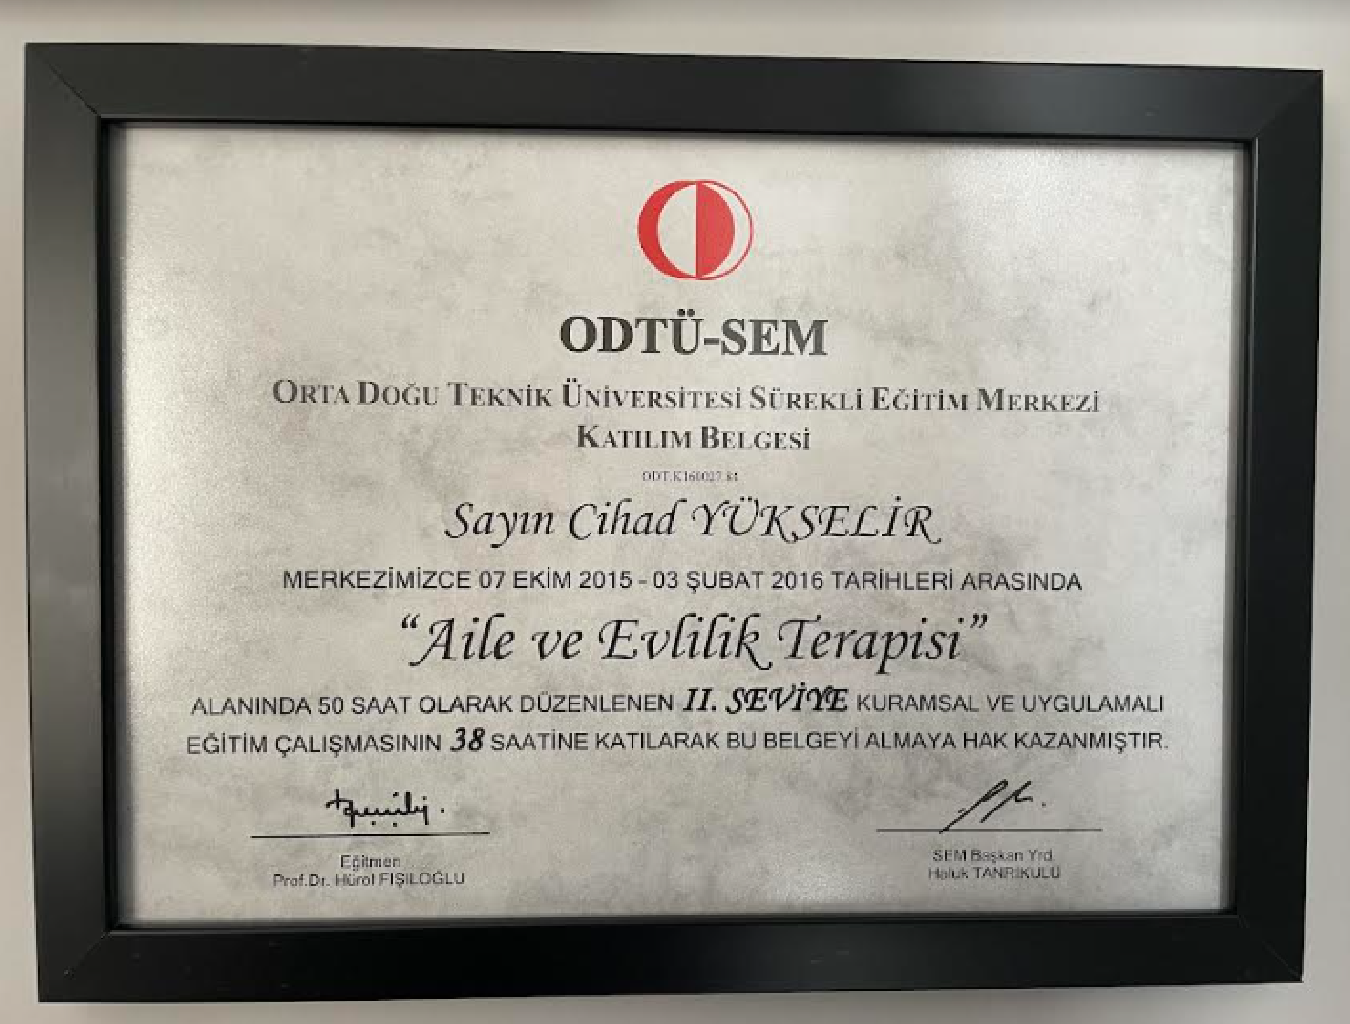 ODTÜ-SEM
ORTA DOĞU TEKNİK ÜNİVERSİTESİ SÜREKLİ EĞİTİM MERKEZİ
KATILIM BELGESİ
ODT.K160027.84
Sayın Cihad YÜKSELİR
MERKEZİMİZCE 07 EKİM 2015 - 03 ŞUBAT 2016 TARİHLERİ ARASINDA
“Aile ve Evlilik Terapisi”
ALANINDA 50 SAAT OLARAK DÜZENLENEN II. SEVİYE KURAMSAL VE UYGULAMALI
EĞİTİM ÇALIŞMASININ 38 SAATİNE KATILARAK BU BELGEYİ ALMAYA HAK KAZANMIŞTIR.
Eğitmen
Prof.Dr. Hürol FIŞILOĞLU
SEM Başkan Yrd.
Haluk TANRIKULU